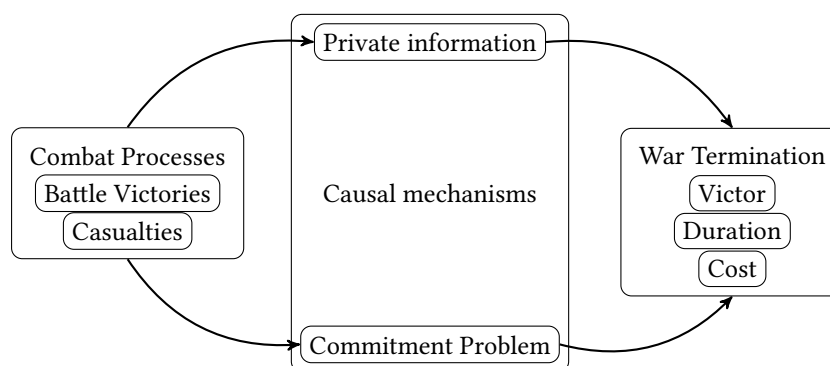 Private information
Combat Processes
Battle Victories
Casualties
Causal mechanisms
War Termination
Victor
Duration
Cost
Commitment Problem